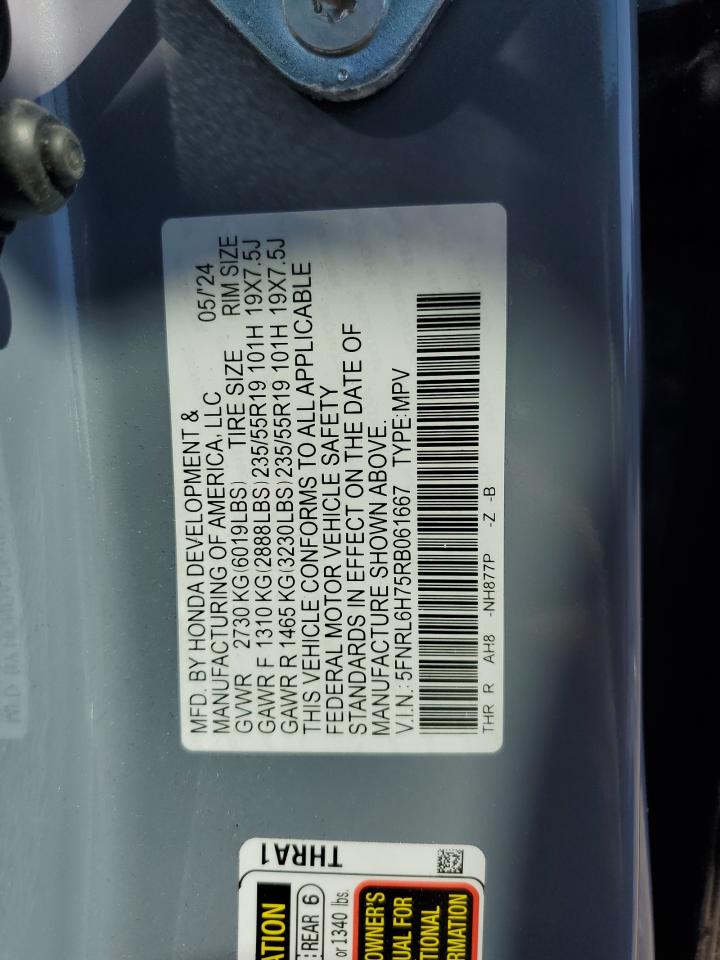 MFD. BY HONDA DEVELOPMENT &
MANUFACTURING OF AMERICA, LLC 05/'24
GVWR 2730 KG(6019LBS) TIRE SIZE RIM SIZE
GAWR F 1310 KG(2888LBS)235/55R19 101H 19X7.5J
GAWR R 1465 KG(3230LBS)235/55R19 101H 19X7.5J
THIS VEHICLE CONFORMS TO ALL APPLICABLE
FEDERAL MOTOR VEHICLE SAFETY
STANDARDS IN EFFECT ON THE DATE OF
MANUFACTURE SHOWN ABOVE.
V.I.N.:5FNRL6H75RB061667 TYPE:MPV
THR R AH8 -NH877P -Z -B
THRA1
ATION
REAR 6
or 1340 lbs.
OWNER'S
UAL FOR
TIONAL
RMATION